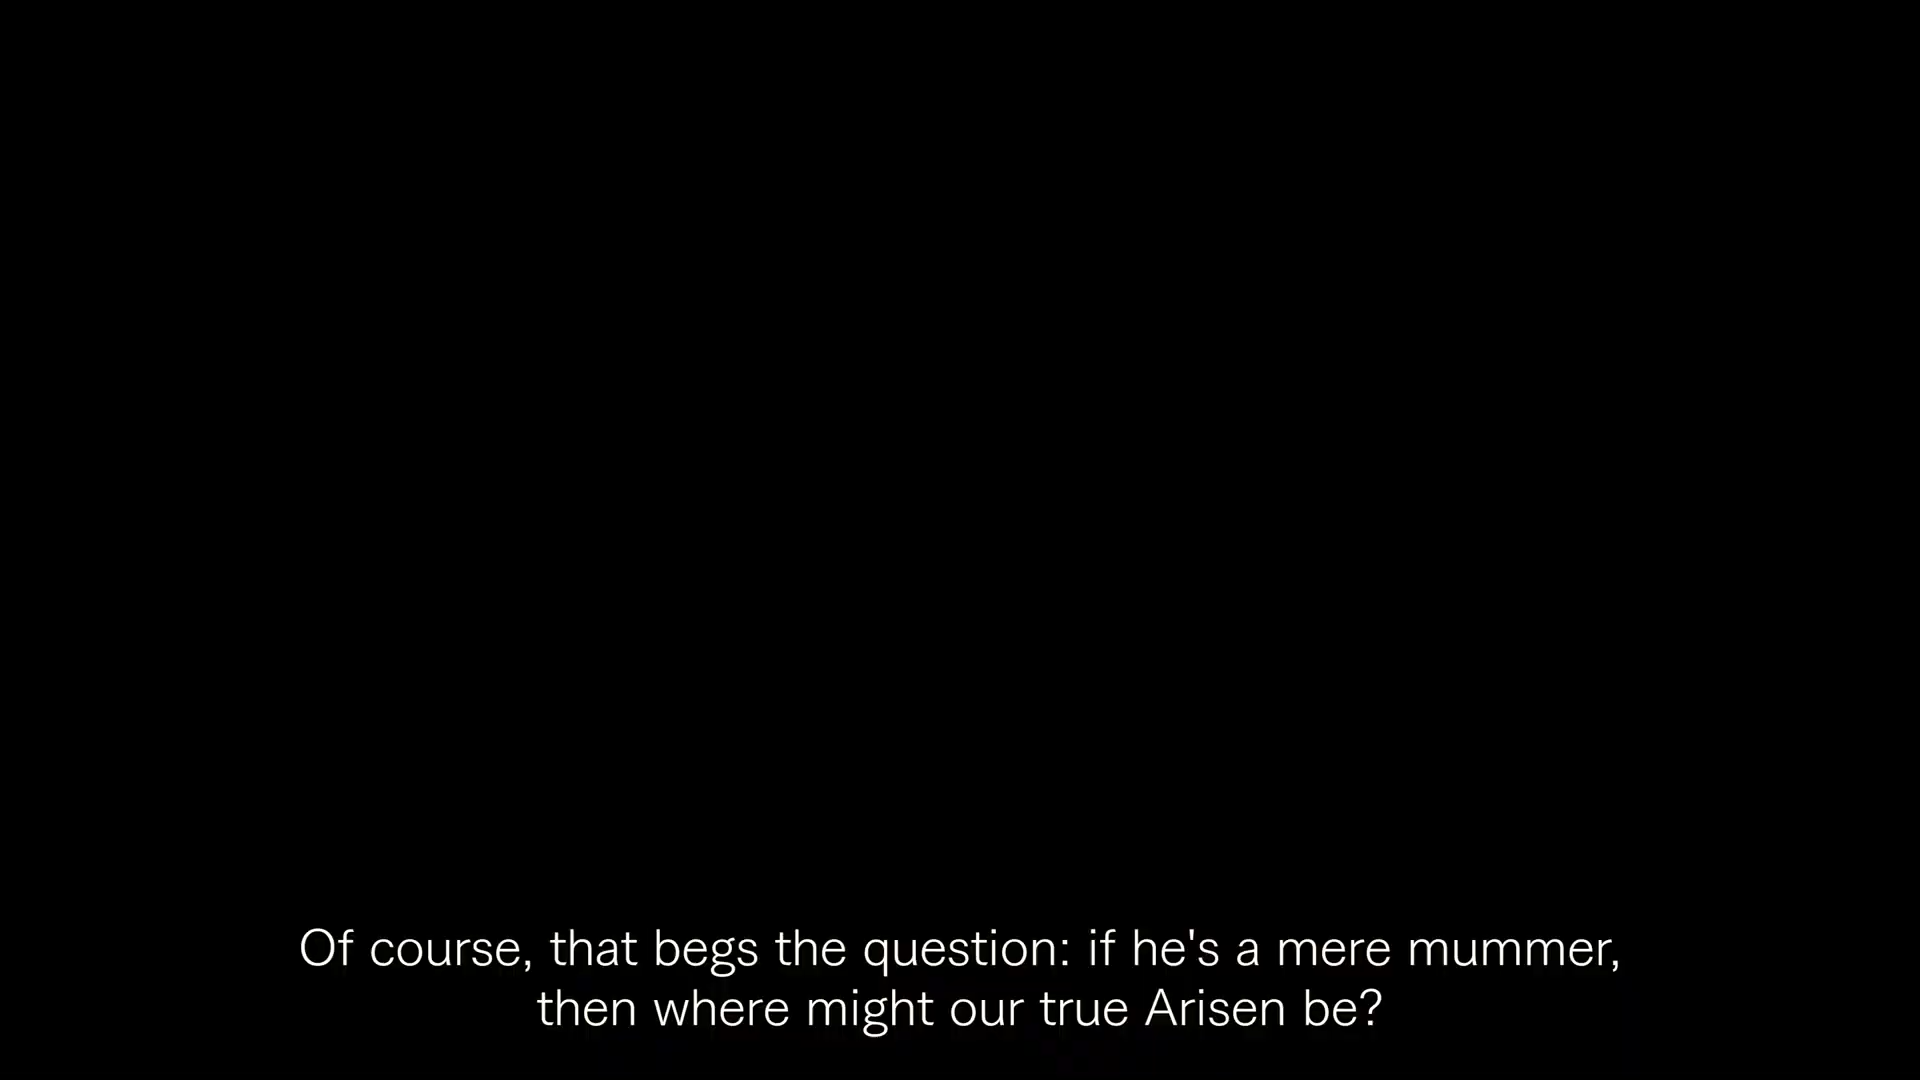 Of course, that begs the question: if he's a mere mummer,
then where might our true Arisen be?